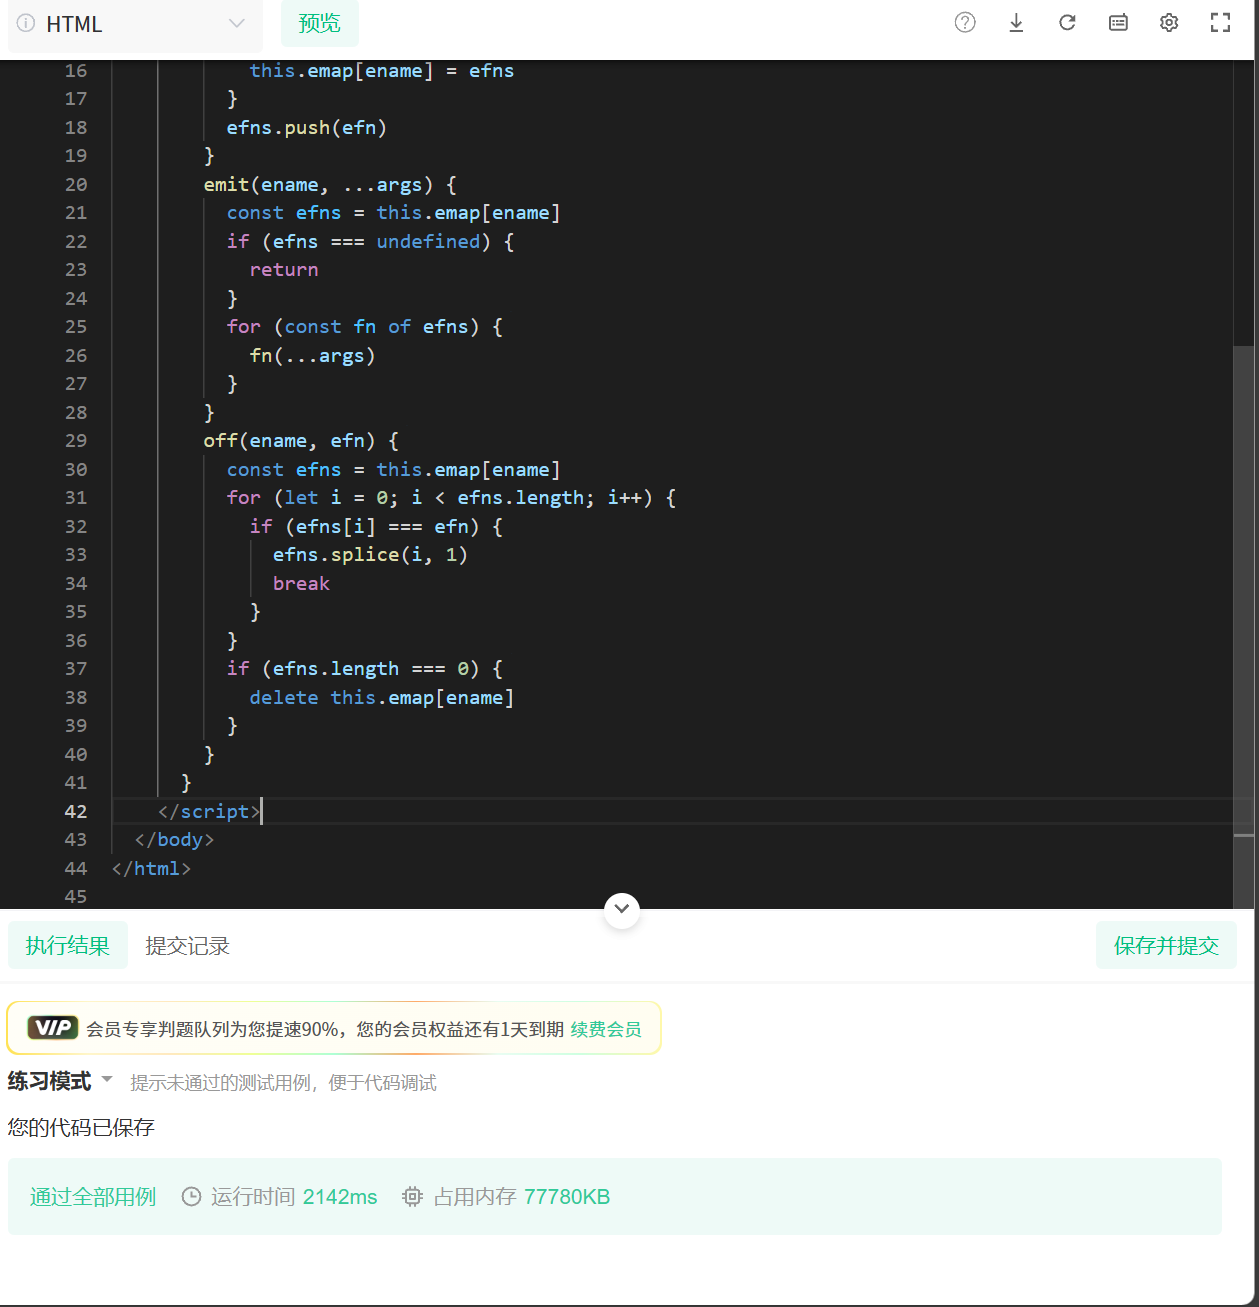 HTML
预览
16 this.emap[ename] = efns
17 }
18 efns.push(efn)
19 }
20 emit(ename, ...args) {
21 const efns = this.emap[ename]
22 if (efns === undefined) {
23 return
24 }
25 for (const fn of efns) {
26 fn(...args)
27 }
28 }
29 off(ename, efn) {
30 const efns = this.emap[ename]
31 for (let i = 0; i < efns.length; i++) {
32 if (efns[i] === efn) {
33 efns.splice(i, 1)
34 break
35 }
36 }
37 if (efns.length === 0) {
38 delete this.emap[ename]
39 }
40 }
41 }
42 </script>
43 </body>
44 </html>
45
执行结果 提交记录 保存并提交
VIP 会员专享判题队列为您提速90%，您的会员权益还有1天到期 续费会员
练习模式 提示未通过的测试用例，便于代码调试
您的代码已保存
通过全部用例 运行时间 2142ms 占用内存 77780KB